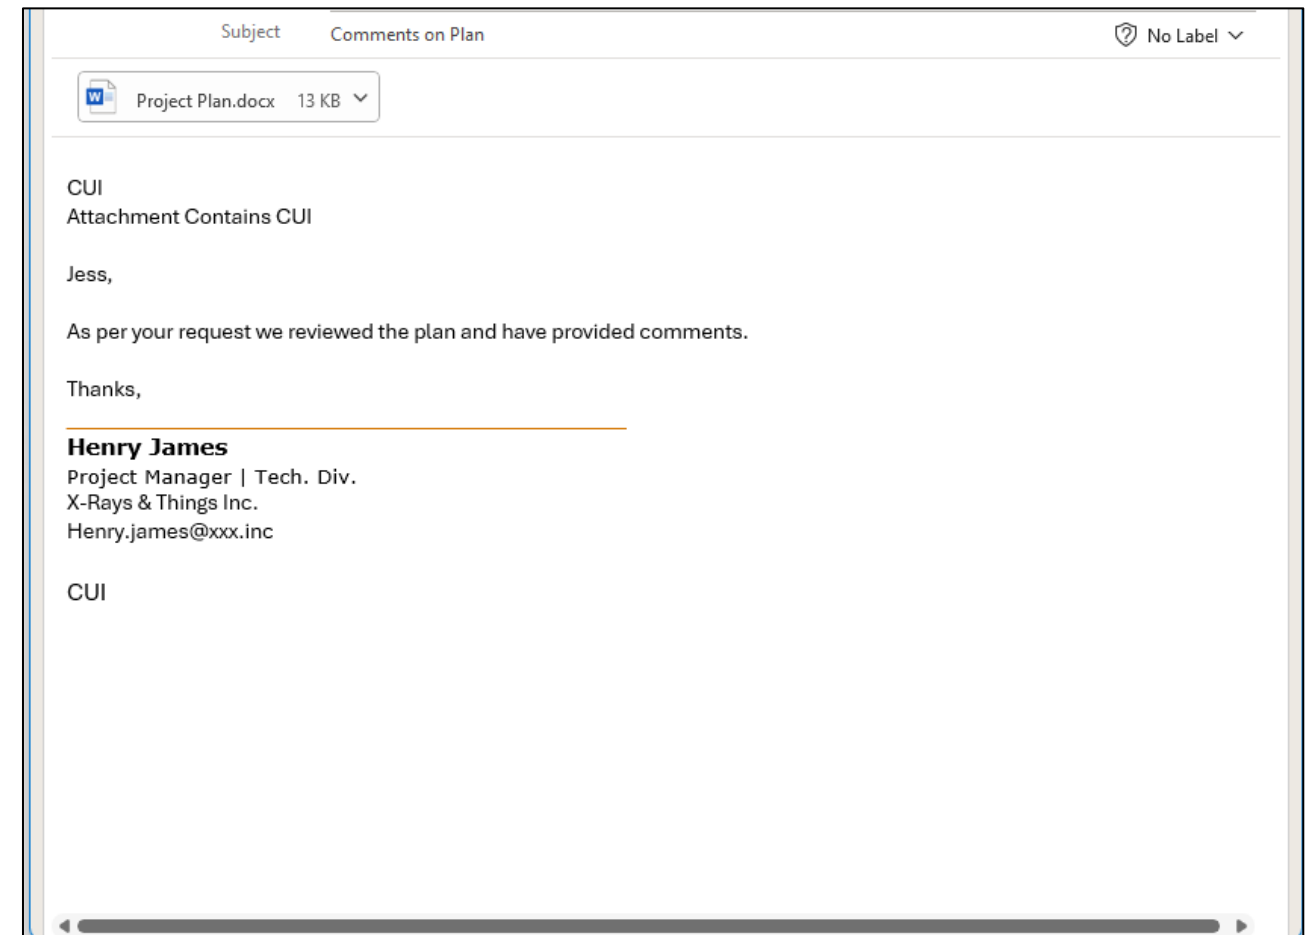 Subject Comments on Plan No Label
Project Plan.docx 13 KB
CUI
Attachment Contains CUI
Jess,
As per your request we reviewed the plan and have provided comments.
Thanks,
Henry James
Project Manager | Tech. Div.
X-Rays & Things Inc.
Henry.james@xxx.inc
CUI